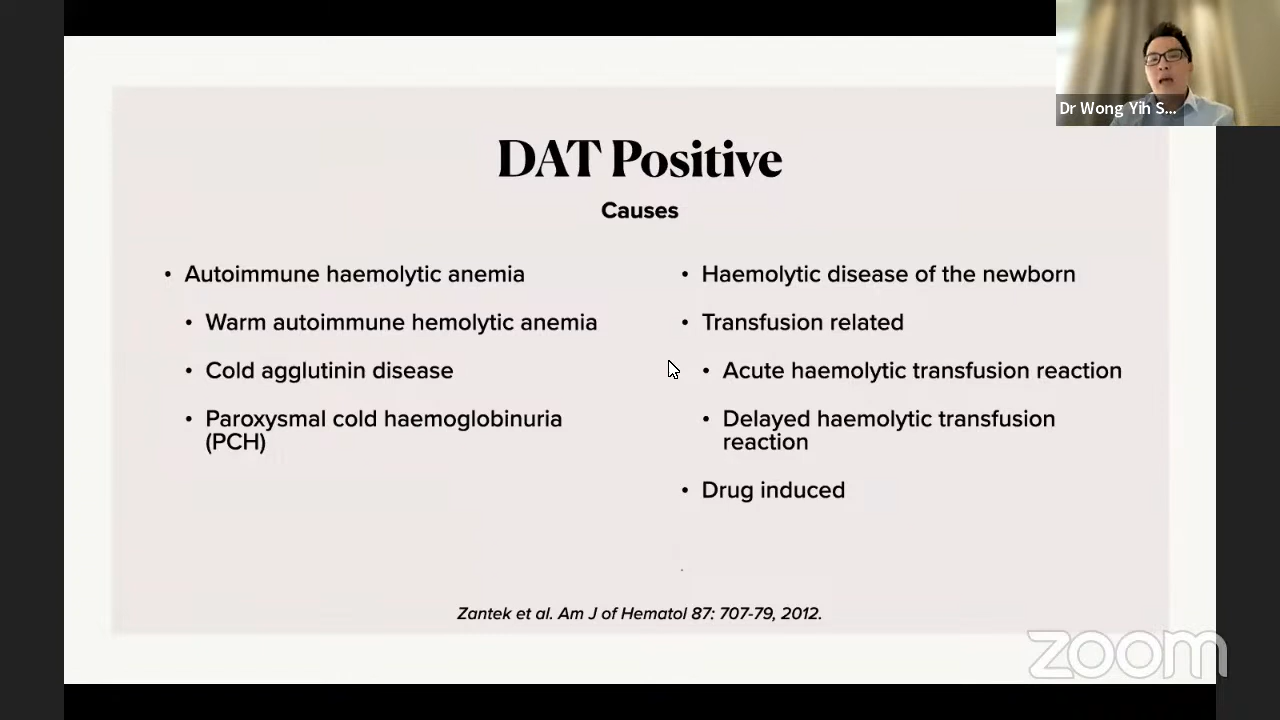 Dr Wong Yih S...
DAT Positive
Causes
• Autoimmune haemolytic anemia
• Warm autoimmune hemolytic anemia
• Cold agglutinin disease
• Paroxysmal cold haemoglobinuria
(PCH)
• Haemolytic disease of the newborn
• Transfusion related
• Acute haemolytic transfusion reaction
• Delayed haemolytic transfusion
reaction
• Drug induced
Zantek et al. Am J of Hematol 87: 707-79, 2012.
zoom